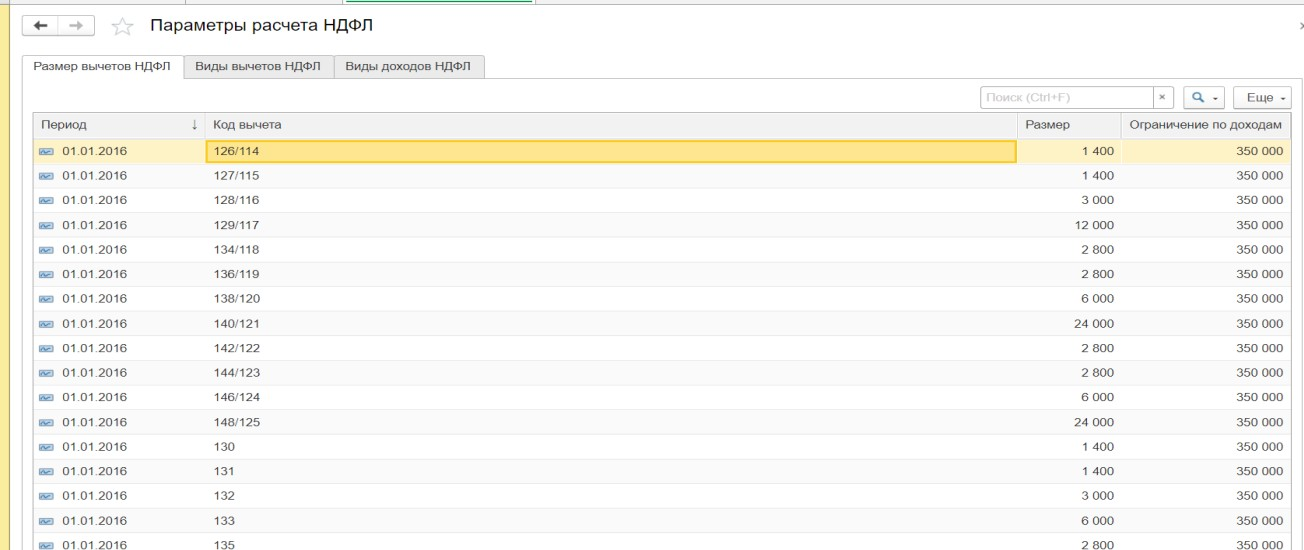 Параметры расчета НДФЛ
Размер вычетов НДФЛ Виды вычетов НДФЛ Виды доходов НДФЛ
Поиск (Ctrl+F) × Еще
Период ↓ Код вычета Размер Ограничение по доходам
01.01.2016 126/114 1 400 350 000
01.01.2016 127/115 1 400 350 000
01.01.2016 128/116 3 000 350 000
01.01.2016 129/117 12 000 350 000
01.01.2016 134/118 2 800 350 000
01.01.2016 136/119 2 800 350 000
01.01.2016 138/120 6 000 350 000
01.01.2016 140/121 24 000 350 000
01.01.2016 142/122 2 800 350 000
01.01.2016 144/123 2 800 350 000
01.01.2016 146/124 6 000 350 000
01.01.2016 148/125 24 000 350 000
01.01.2016 130 1 400 350 000
01.01.2016 131 1 400 350 000
01.01.2016 132 3 000 350 000
01.01.2016 133 6 000 350 000
01.01.2016 135 2 800 350 000